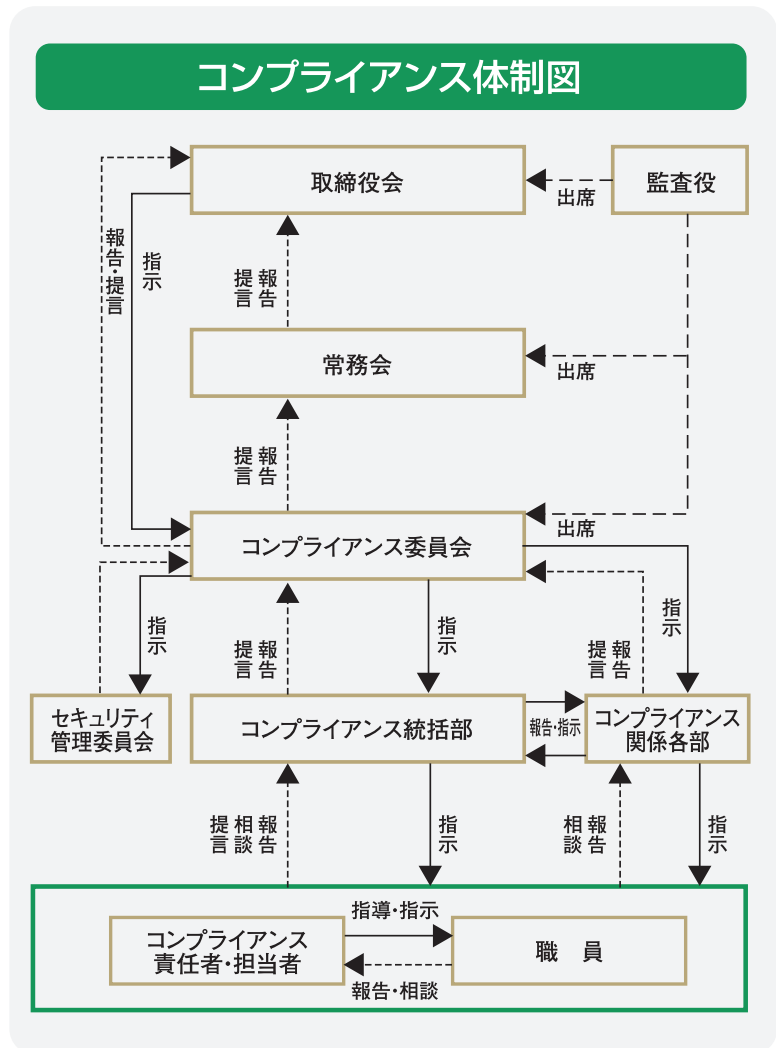 コンプライアンス体制図
取締役会
監査役
出席
報告・提言
指示
報告
提言
常務会
出席
報告
提言
コンプライアンス委員会
出席
指示
報告
提言
指示
報告
提言
指示
セキュリティ
管理委員会
コンプライアンス統括部
報告・指示
コンプライアンス
関係各部
報告
相談
提言
指示
報告
相談
指示
指導・指示
コンプライアンス
責任者・担当者
職　員
報告・相談